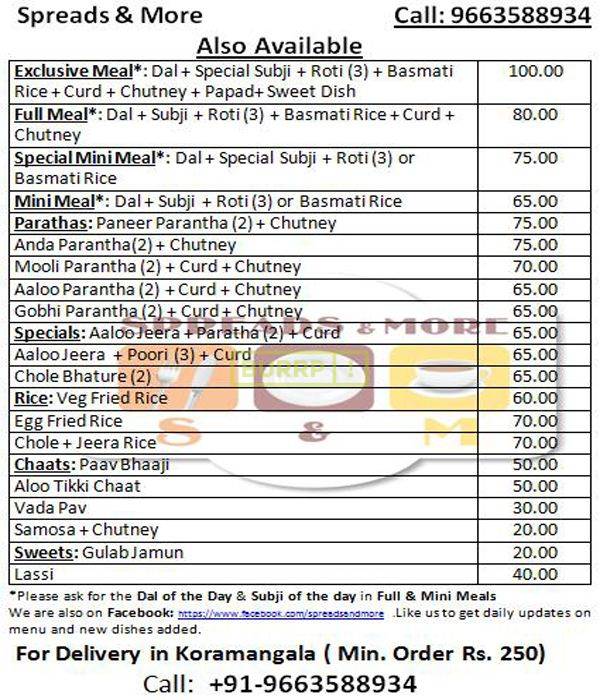 Spreads & More Call: 9663588934
Also Available
Exclusive Meal*: Dal + Special Subji + Roti (3) + Basmati 100.00
Rice + Curd + Chutney + Papad+ Sweet Dish
Full Meal*: Dal + Subji + Roti (3) + Basmati Rice + Curd + 80.00
Chutney
Special Mini Meal*: Dal + Special Subji + Roti (3) or 75.00
Basmati Rice
Mini Meal*: Dal + Subji + Roti (3) or Basmati Rice 65.00
Parathas: Paneer Parantha (2) + Chutney 75.00
Anda Parantha(2) + Chutney 75.00
Mooli Parantha (2) + Curd + Chutney 70.00
Aaloo Parantha (2) + Curd + Chutney 65.00
Gobhi Parantha (2) + Curd + Chutney 65.00
SPREADS & MORE
Specials: Aaloo Jeera + Paratha (2) + Curd 65.00
Aaloo Jeera + Poori (3) + Curd 65.00
BURRP!
Chole Bhature (2) 65.00
Rice: Veg Fried Rice 60.00
Egg Fried Rice 70.00
S & M
Chole + Jeera Rice 70.00
Chaats: Paav Bhaaji 50.00
Aloo Tikki Chaat 50.00
Vada Pav 30.00
Samosa + Chutney 20.00
Sweets: Gulab Jamun 20.00
Lassi 40.00
*Please ask for the Dal of the Day & Subji of the day in Full & Mini Meals
We are also on Facebook: https://www.facebook.com/spreadsandmore .Like us to get daily updates on
menu and new dishes added.
For Delivery in Koramangala ( Min. Order Rs. 250)
Call: +91-9663588934